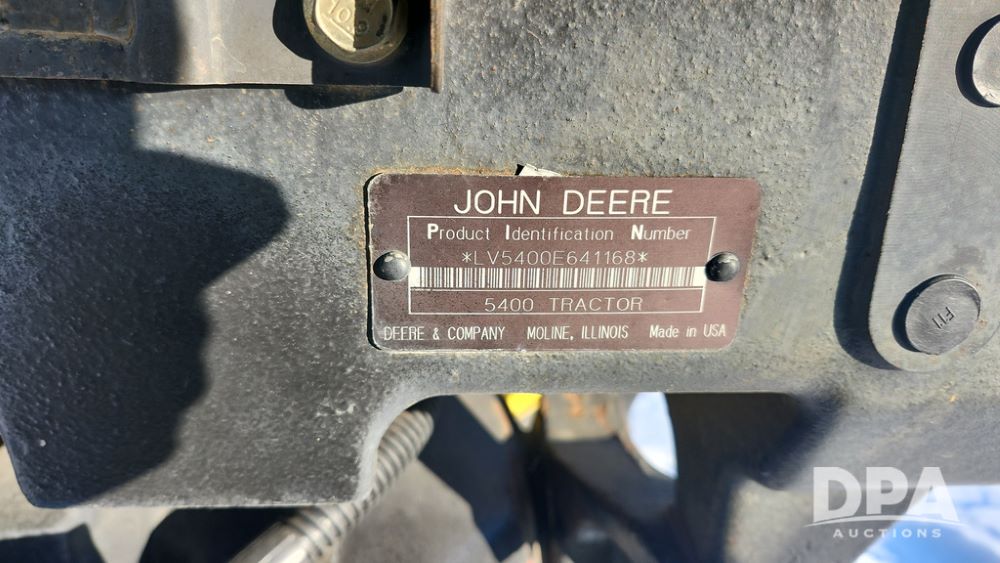 JOHN DEERE
Product Identification Number
*LV5400E641168*
5400 TRACTOR
DEERE & COMPANY MOLINE, ILLINOIS Made in USA
DPA
AUCTIONS